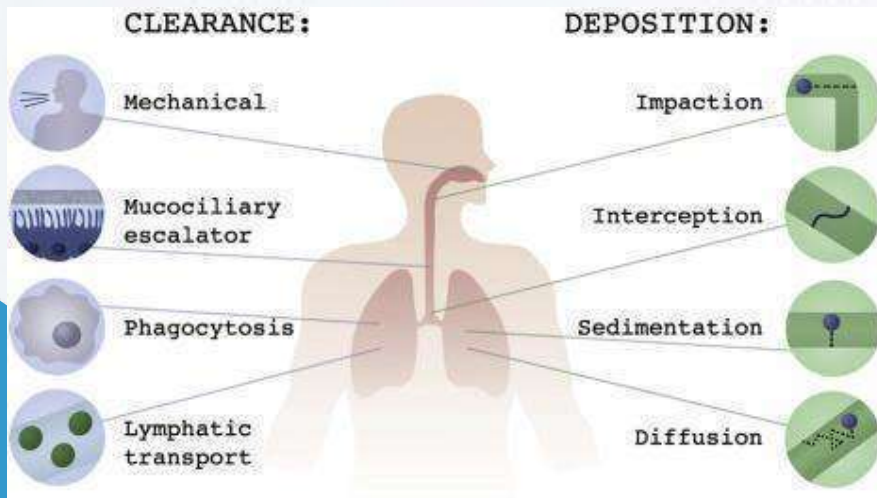 CLEARANCE:
Mechanical
Mucociliary
escalator
Phagocytosis
Lymphatic
transport
DEPOSITION:
Impaction
Interception
Sedimentation
Diffusion